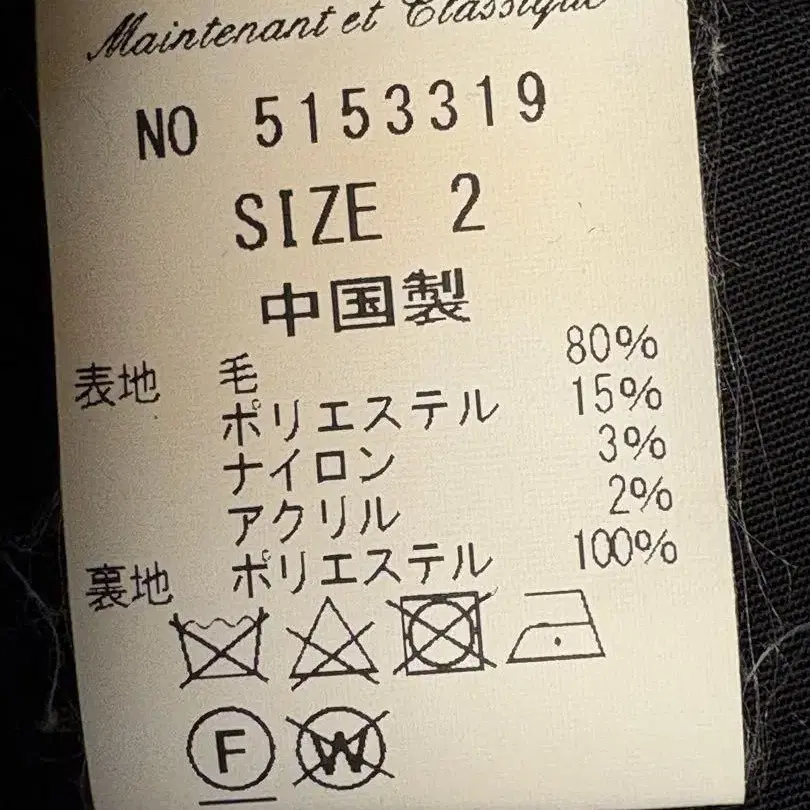 Maintenant et Classique
NO 5153319
SIZE 2
中国製
表地 毛 80%
ポリエステル 15%
ナイロン 3%
アクリル 2%
裏地 ポリエステル 100%
F W